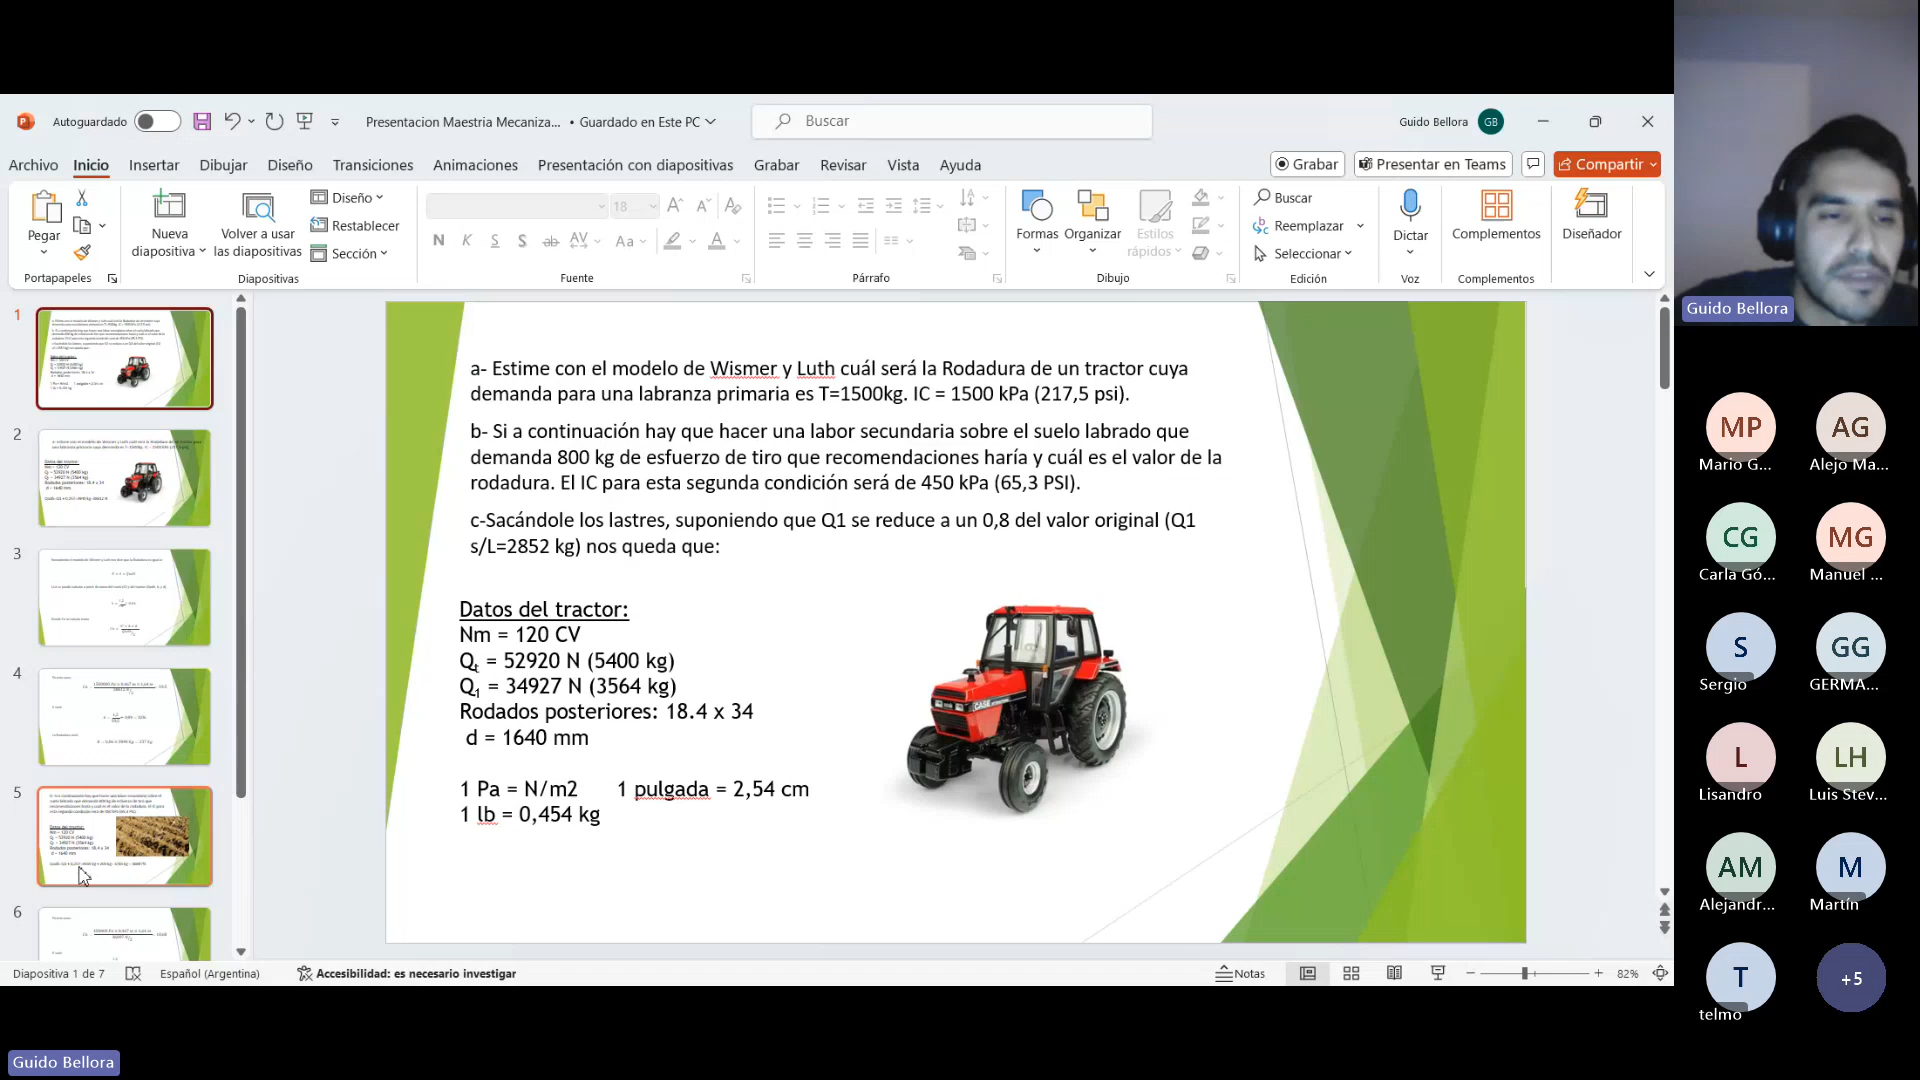 Autoguardado
Presentacion Maestria Mecaniza... • Guardado en Este PC
Buscar
Guido Bellora
GB
Archivo Inicio Insertar Dibujar Diseño Transiciones Animaciones Presentación con diapositivas Grabar Revisar Vista Ayuda
Grabar
Presentar en Teams
Compartir
Pegar
Portapapeles
Nueva diapositiva
Volver a usar las diapositivas
Diseño
Restablecer
Sección
Diapositivas
18
N K S S ab AV Aa A
Fuente
Párrafo
Formas
Organizar
Estilos rápidos
Dibujo
Buscar
Reemplazar
Seleccionar
Edición
Dictar
Voz
Complementos
Complementos
Diseñador
1
2
3
4
5
6
a- Estime con el modelo de Wismer y Luth cuál será la Rodadura de un tractor cuya
demanda para una labranza primaria es T=1500kg. IC = 1500 kPa (217,5 psi).
b- Si a continuación hay que hacer una labor secundaria sobre el suelo labrado que
demanda 800 kg de esfuerzo de tiro que recomendaciones haría y cuál es el valor de la
rodadura. El IC para esta segunda condición será de 450 kPa (65,3 PSI).
c-Sacándole los lastres, suponiendo que Q1 se reduce a un 0,8 del valor original (Q1
s/L=2852 kg) nos queda que:
Datos del tractor:
Nm = 120 CV
Qt = 52920 N (5400 kg)
Q1 = 34927 N (3564 kg)
Rodados posteriores: 18.4 x 34
d = 1640 mm
1 Pa = N/m2 1 pulgada = 2,54 cm
1 lb = 0,454 kg
CASE
Diapositiva 1 de 7
Español (Argentina)
Accesibilidad: es necesario investigar
Notas
82%
Guido Bellora
MP
Mario G...
AG
Alejo Ma...
CG
Carla Gó...
MG
Manuel ...
S
Sergio
GG
GERMA...
L
Lisandro
LH
Luis Stev...
AM
Alejandr...
M
Martín
T
telmo
+5
Guido Bellora